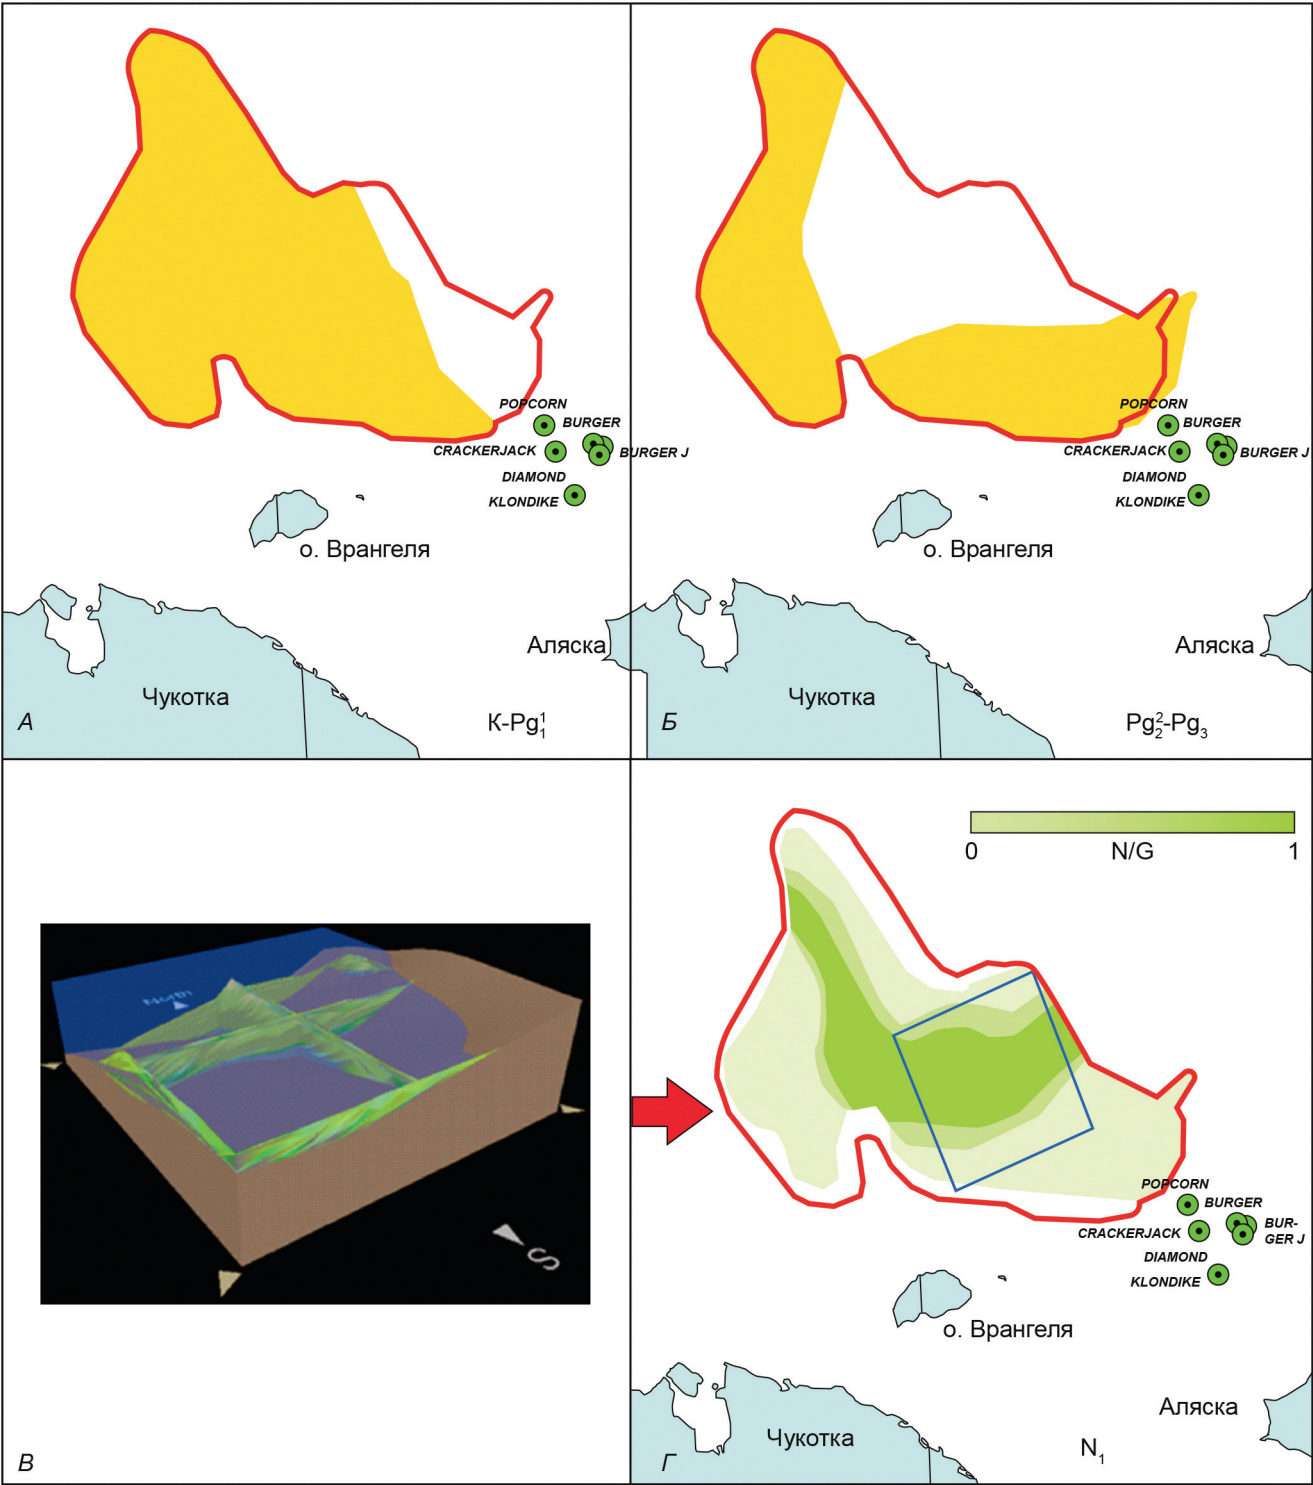 POPCORN
BURGER
CRACKERJACK
BURGER J
DIAMOND
KLONDIKE
о. Врангеля
Аляска
Чукотка
А
K-Pg₁¹
POPCORN
BURGER
CRACKERJACK
BURGER J
DIAMOND
KLONDIKE
о. Врангеля
Аляска
Чукотка
Б
Pg₂²-Pg₃
North
S
В
0
N/G
1
POPCORN
BURGER
BUR-
GER J
CRACKERJACK
DIAMOND
KLONDIKE
о. Врангеля
Аляска
Чукотка
N₁
Г